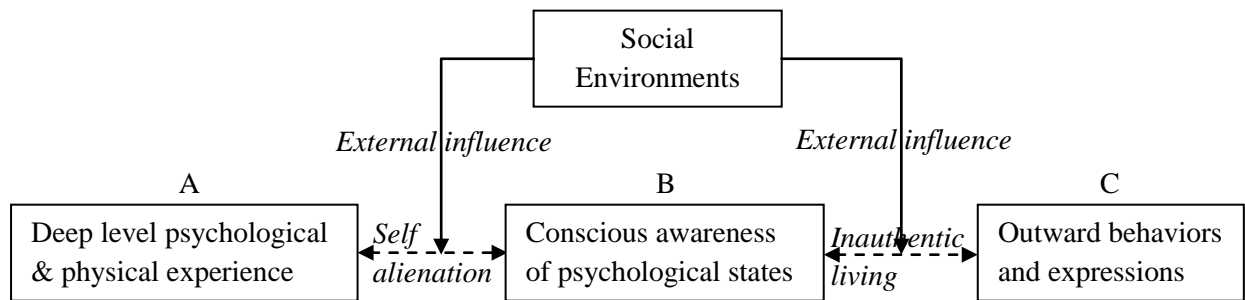 Social
Environments
External influence
External influence
A
B
C
Deep level psychological
& physical experience
Self
alienation
Conscious awareness
of psychological states
Inauthentic
living
Outward behaviors
and expressions